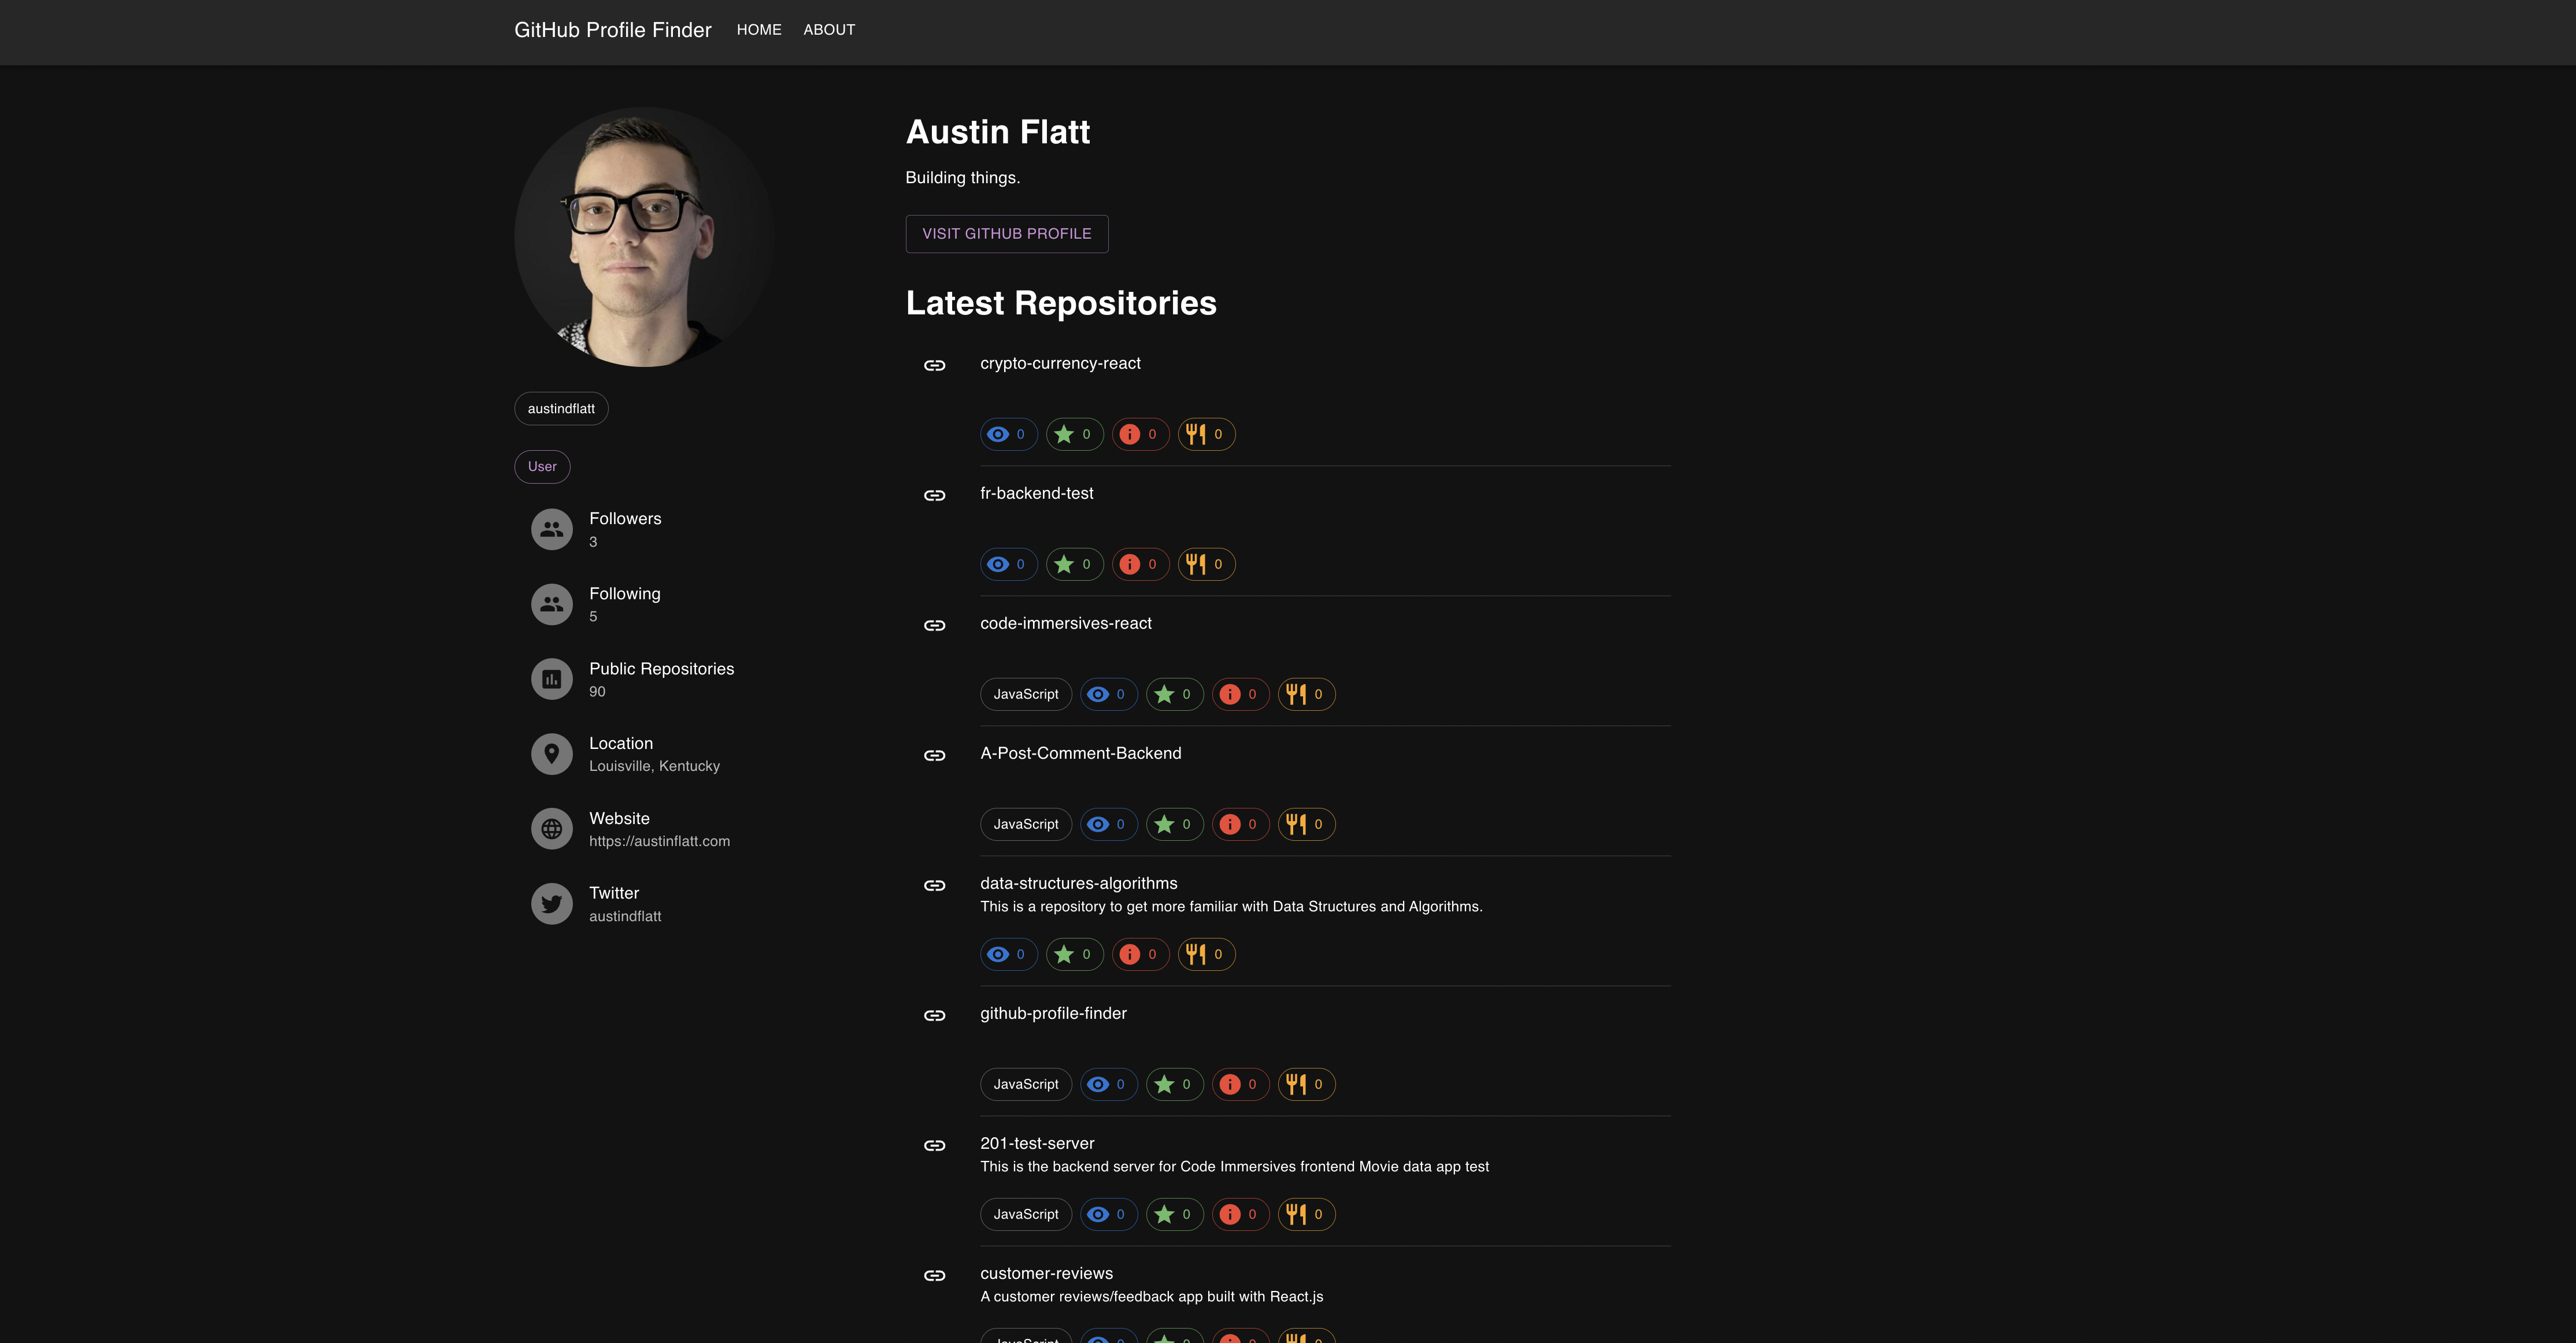 GitHub Profile Finder HOME ABOUT
Austin Flatt
Building things.
VISIT GITHUB PROFILE
austindflatt
User
Followers
3
Following
5
Public Repositories
90
Location
Louisville, Kentucky
Website
https://austinflatt.com
Twitter
austindflatt
Latest Repositories
crypto-currency-react
0 0 0 0
fr-backend-test
0 0 0 0
code-immersives-react
JavaScript 0 0 0 0
A-Post-Comment-Backend
JavaScript 0 0 0 0
data-structures-algorithms
This is a repository to get more familiar with Data Structures and Algorithms.
0 0 0 0
github-profile-finder
JavaScript 0 0 0 0
201-test-server
This is the backend server for Code Immersives frontend Movie data app test
JavaScript 0 0 0 0
customer-reviews
A customer reviews/feedback app built with React.js
JavaScript